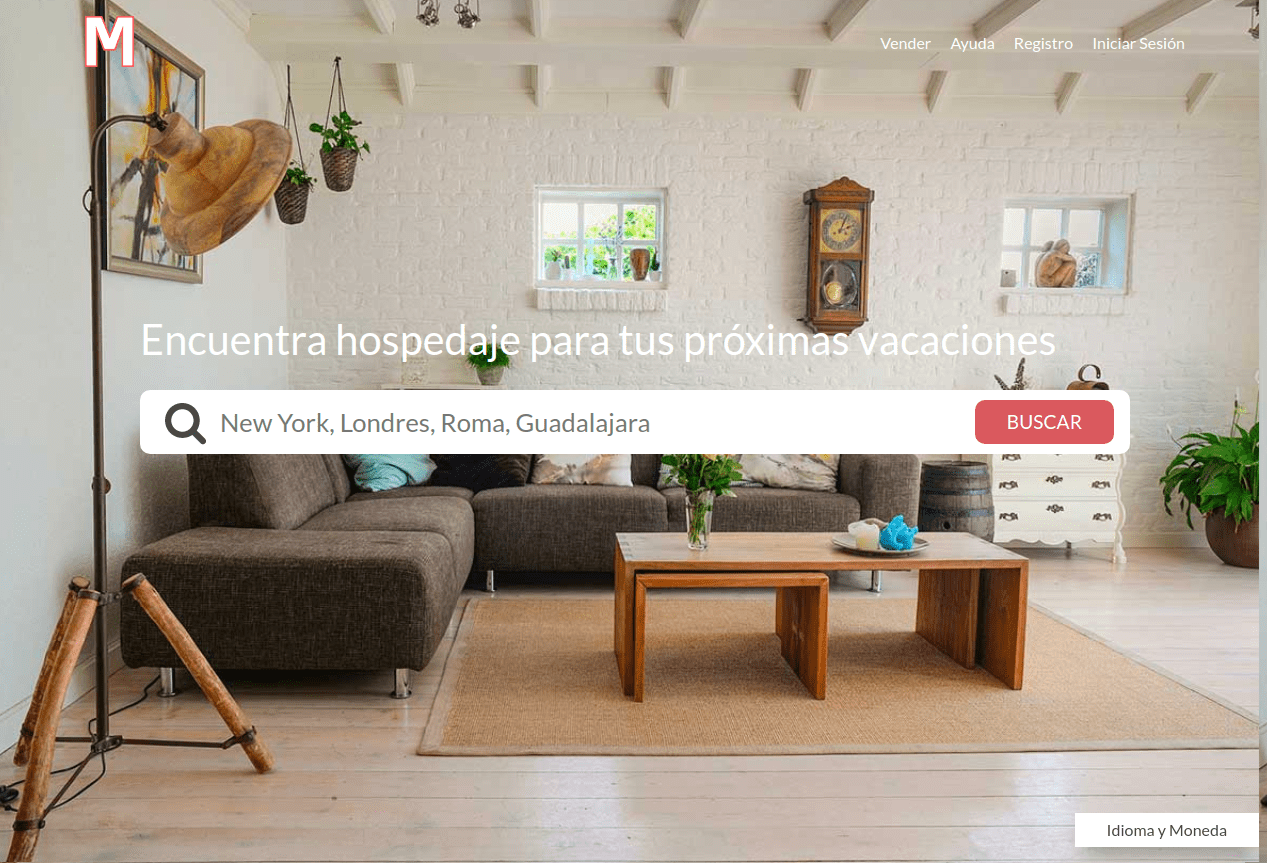 M
Vender Ayuda Registro Iniciar Sesión
Encuentra hospedaje para tus próximas vacaciones
New York, Londres, Roma, Guadalajara
BUSCAR
Idioma y Moneda